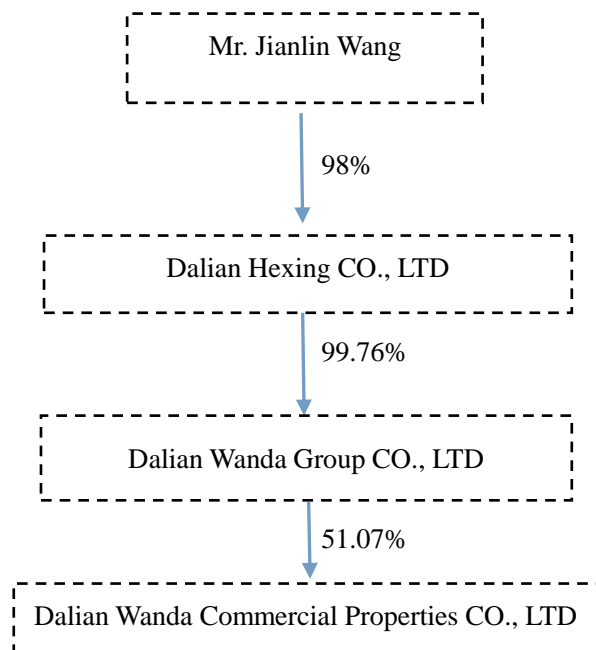 Mr. Jianlin Wang
98%
Dalian Hexing CO., LTD
99.76%
Dalian Wanda Group CO., LTD
51.07%
Dalian Wanda Commercial Properties CO., LTD